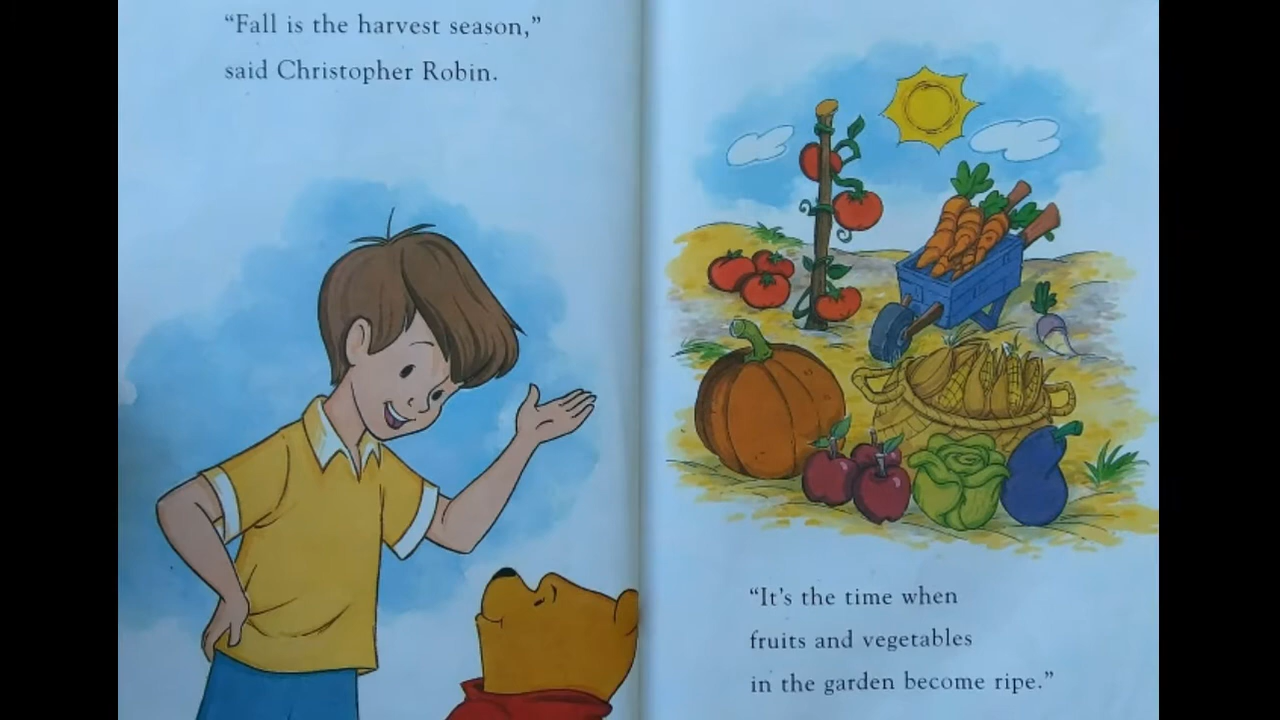 “Fall is the harvest season,”
said Christopher Robin.
“It’s the time when
fruits and vegetables
in the garden become ripe.”